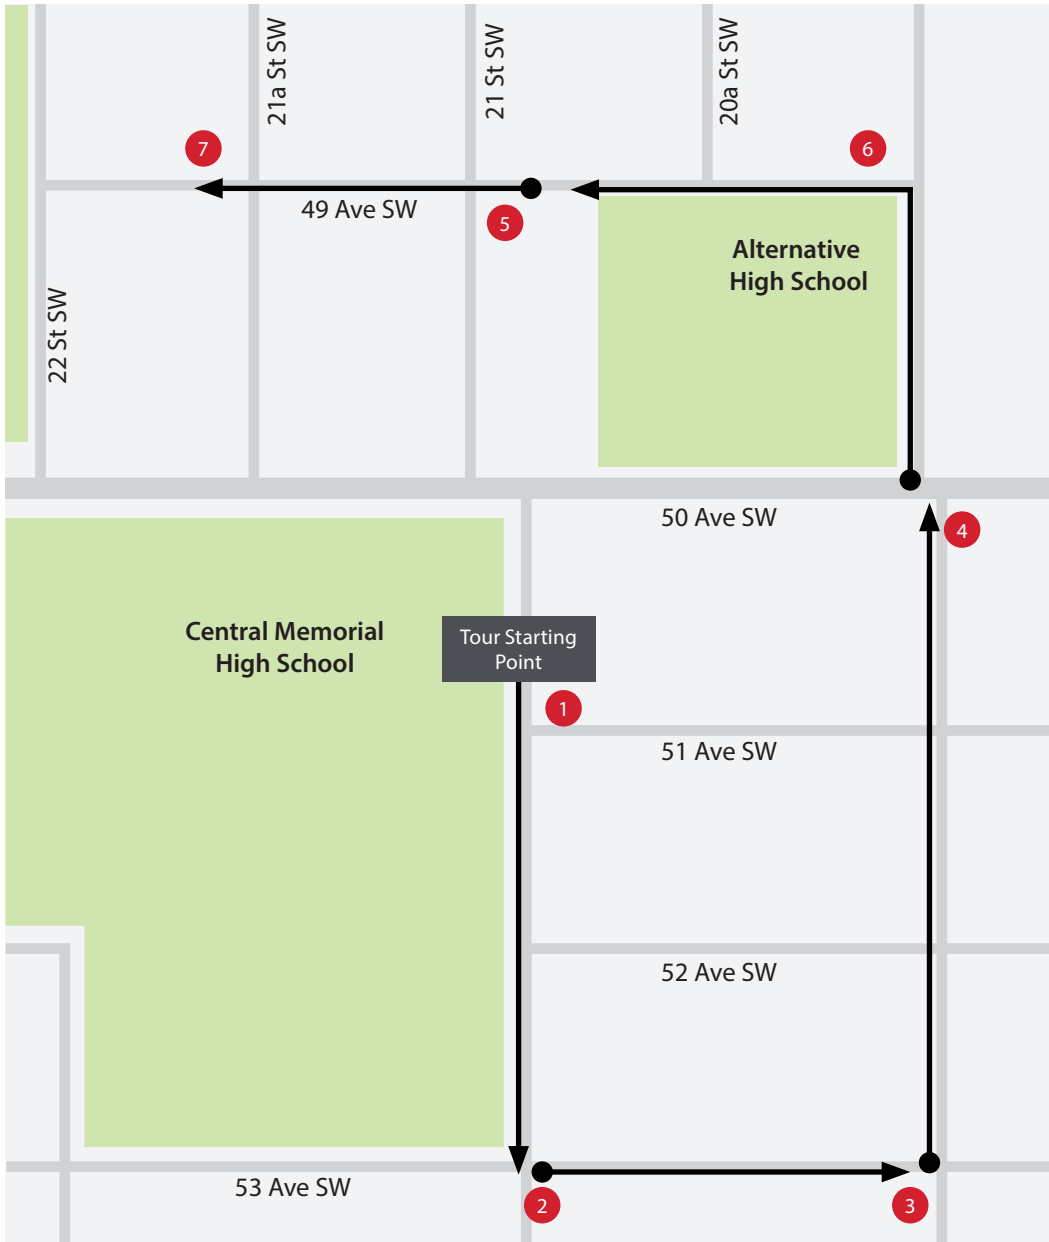 21a St SW
21 St SW
20a St SW
7
6
49 Ave SW
5
Alternative
High School
22 St SW
50 Ave SW
4
Central Memorial
High School
Tour Starting
Point
1
51 Ave SW
52 Ave SW
53 Ave SW
2
3